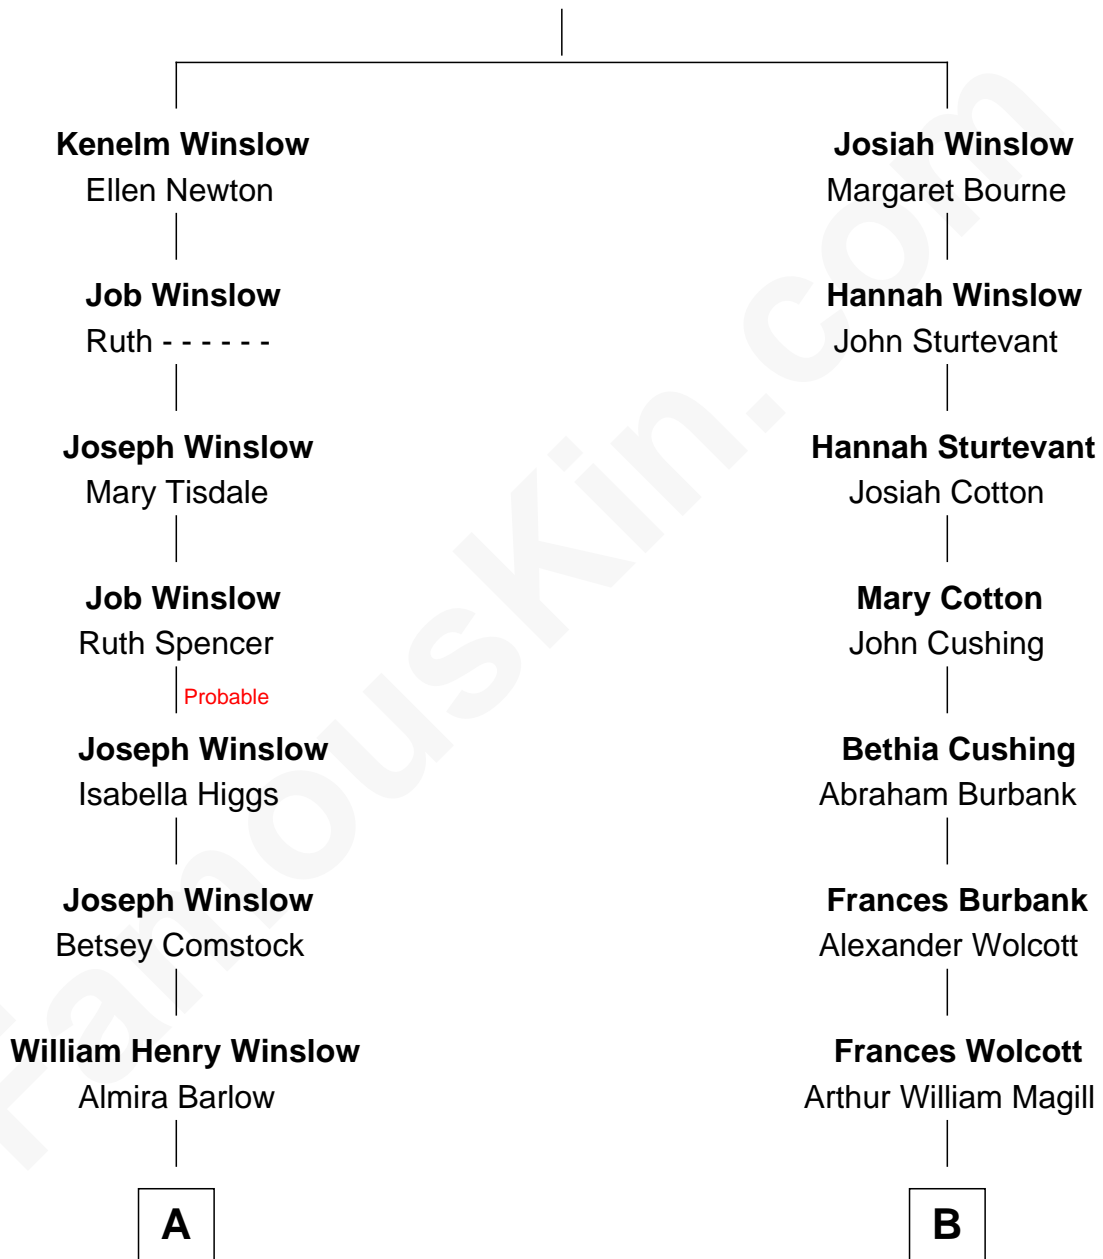 Kenelm Winslow
Ellen Newton
Job Winslow
Ruth - - - - - -
Joseph Winslow
Mary Tisdale
Job Winslow
Ruth Spencer
Probable
Joseph Winslow
Isabella Higgs
Joseph Winslow
Betsey Comstock
William Henry Winslow
Almira Barlow
A
Josiah Winslow
Margaret Bourne
Hannah Winslow
John Sturtevant
Hannah Sturtevant
Josiah Cotton
Mary Cotton
John Cushing
Bethia Cushing
Abraham Burbank
Frances Burbank
Alexander Wolcott
Frances Wolcott
Arthur William Magill
B
FamousKin.com